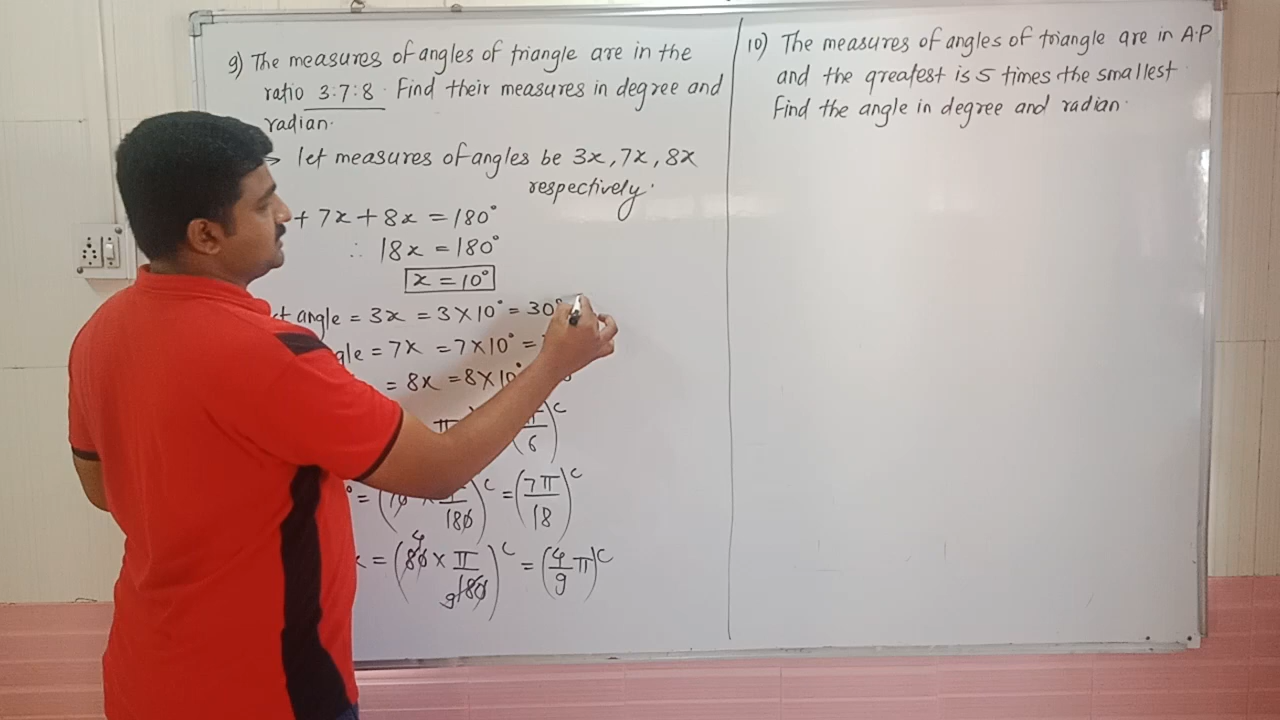 9) The measures of angles of triangle are in the
ratio 3:7:8. Find their measures in degree and
radian.
→ let measures of angles be 3x, 7x, 8x
respectively.
+ 7x + 8x = 180°
∴ 18x = 180°
x = 10°
angle = 3x = 3 × 10° = 30°
= 7x = 7 × 10° =
= 8x = 8 × 10°
π/6)ᶜ
π/180)ᶜ = (7π/18)ᶜ
= (80 × π/180)ᶜ = (4/9 π)ᶜ
10) The measures of angles of triangle are in A.P
and the greatest is 5 times the smallest.
Find the angle in degree and radian.